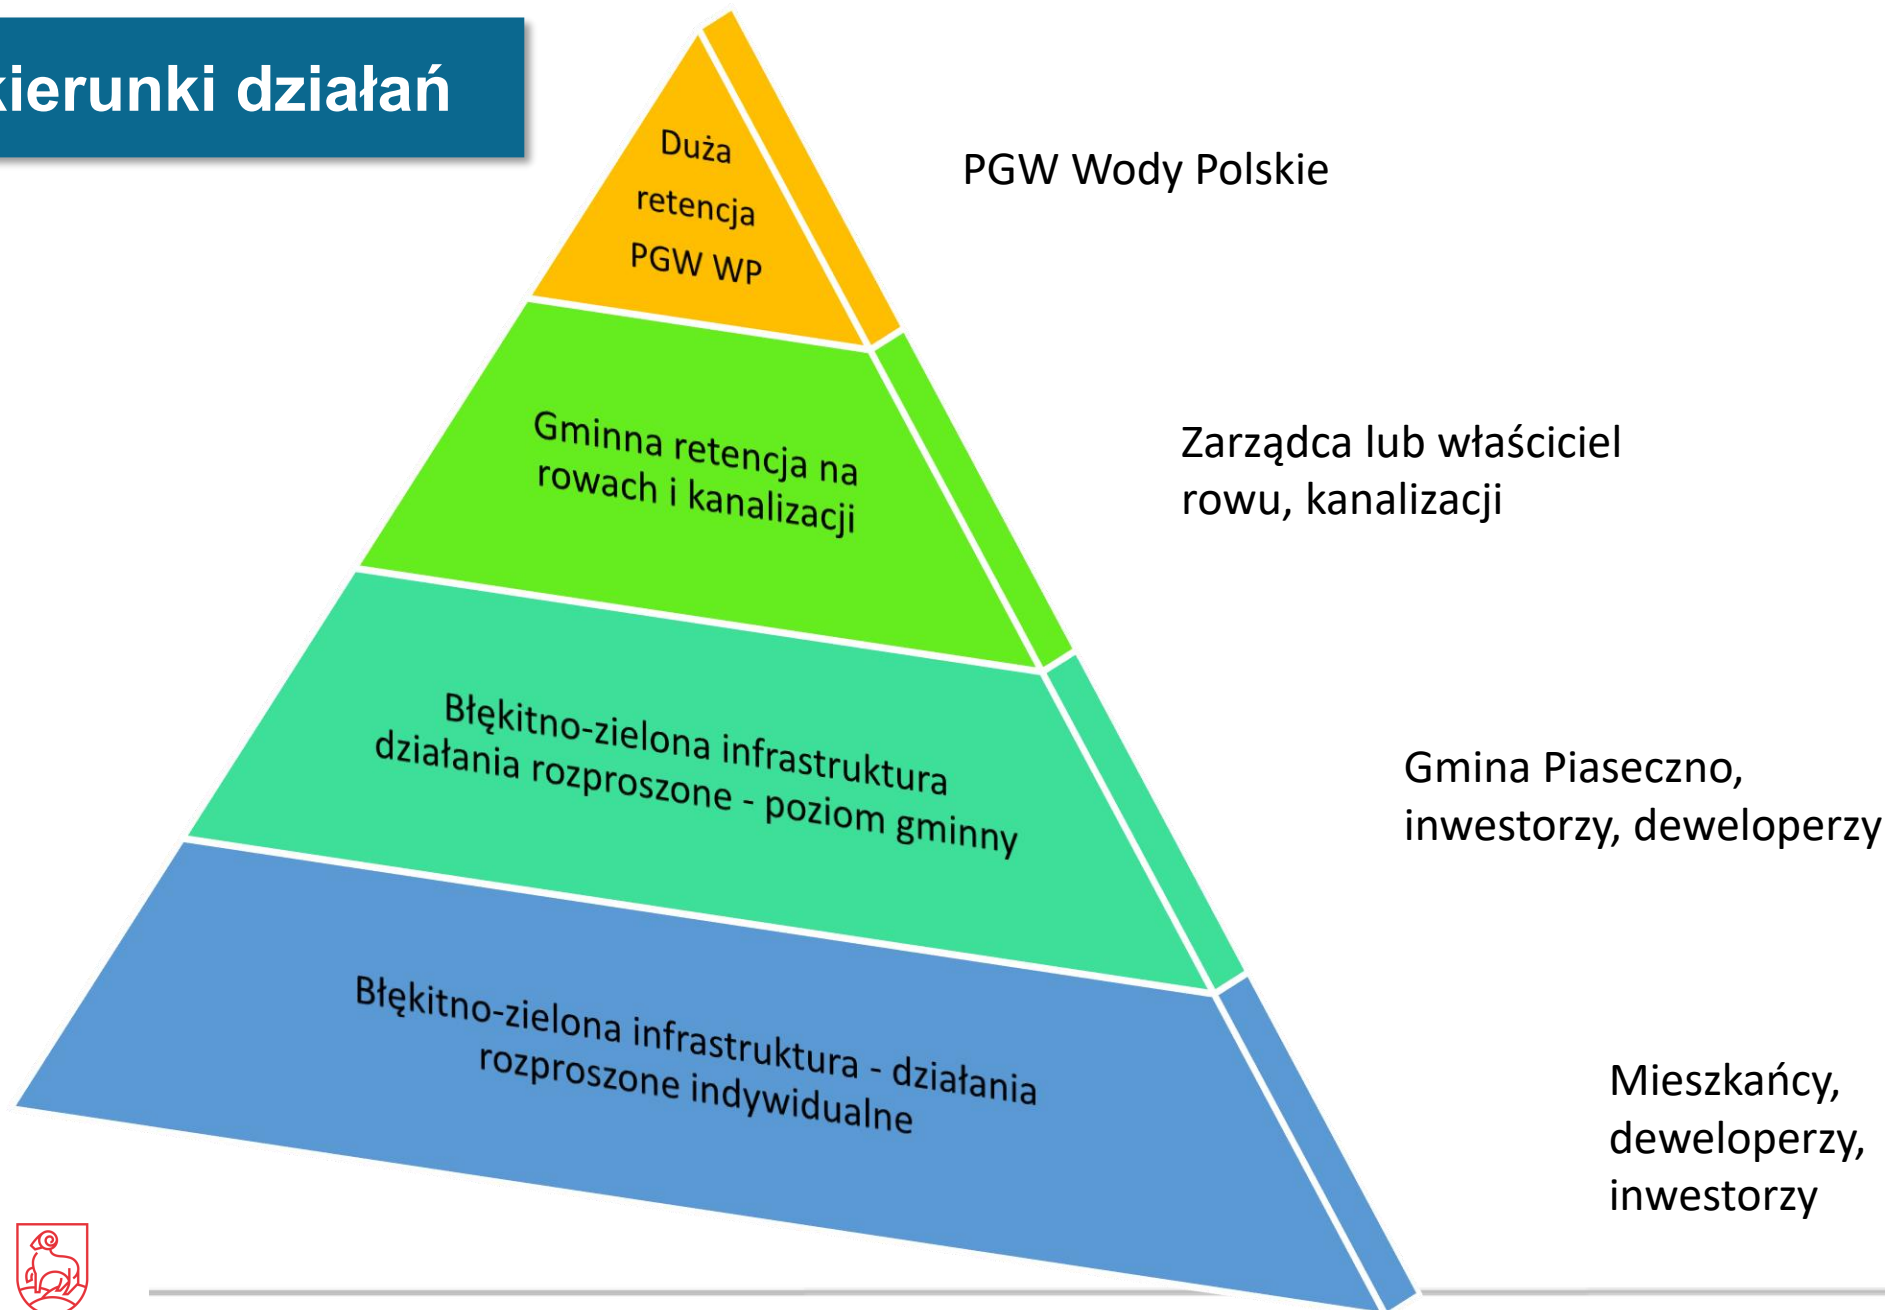 kierunki działań
Duża
retencja
PGW WP
PGW Wody Polskie
Gminna retencja na
rowach i kanalizacji
Zarządca lub właściciel
rowu, kanalizacji
Błękitno-zielona infrastruktura
działania rozproszone - poziom gminny
Gmina Piaseczno,
inwestorzy, deweloperzy
Błękitno-zielona infrastruktura - działania
rozproszone indywidualne
Mieszkańcy,
deweloperzy,
inwestorzy